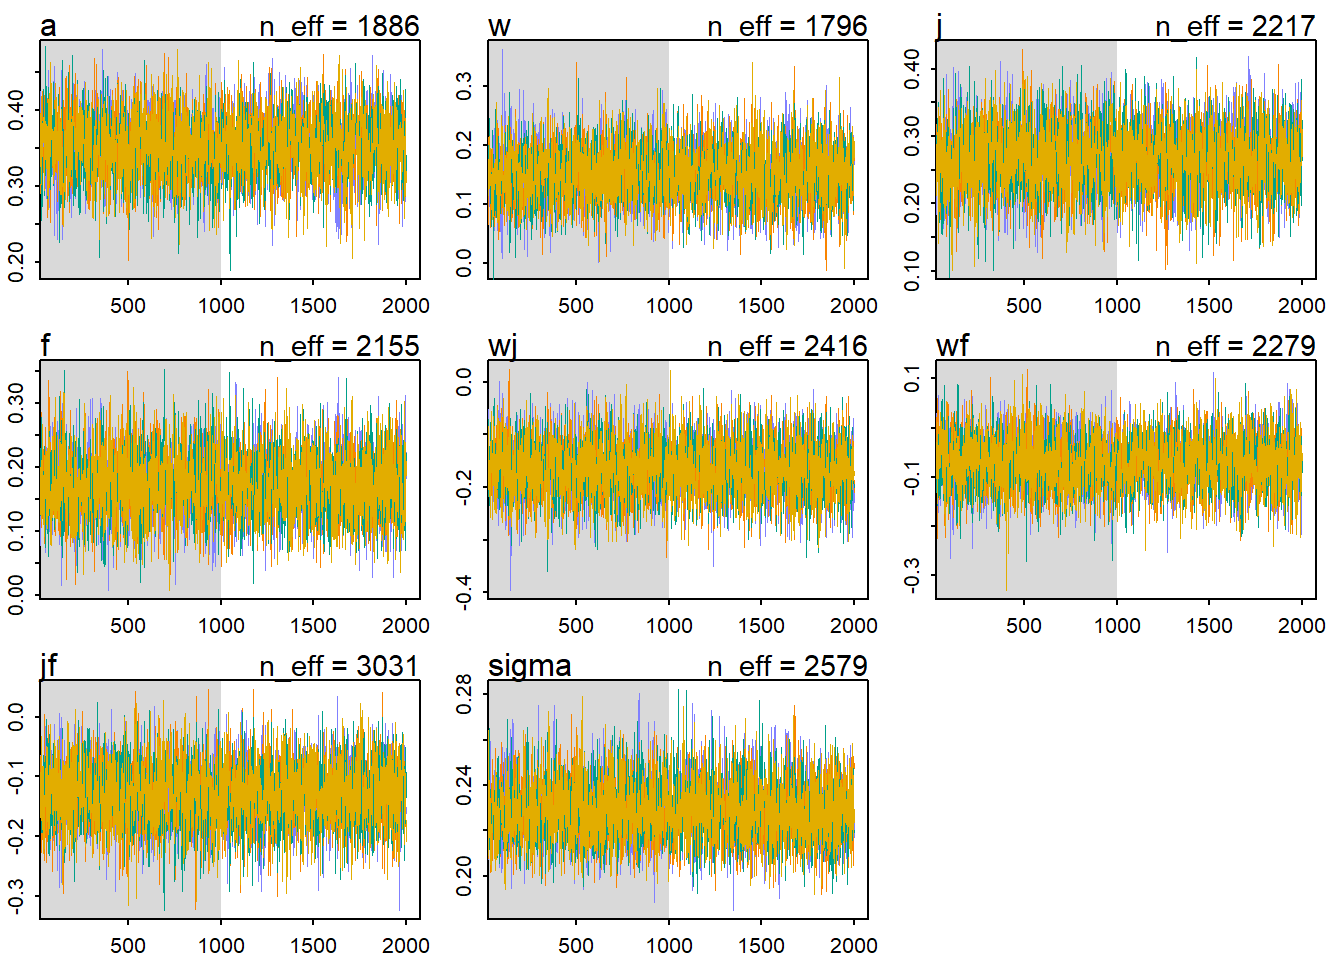 a n_eff = 1886
w n_eff = 1796
j n_eff = 2217
0.20 0.30 0.40
0.0 0.1 0.2 0.3
0.10 0.20 0.30 0.40
500 1000 1500 2000
500 1000 1500 2000
500 1000 1500 2000
f n_eff = 2155
wj n_eff = 2416
wf n_eff = 2279
0.00 0.10 0.20 0.30
-0.4 -0.2 0.0
-0.3 -0.1 0.1
500 1000 1500 2000
500 1000 1500 2000
500 1000 1500 2000
jf n_eff = 3031
sigma n_eff = 2579
-0.3 -0.2 -0.1 0.0
0.20 0.24 0.28
500 1000 1500 2000
500 1000 1500 2000